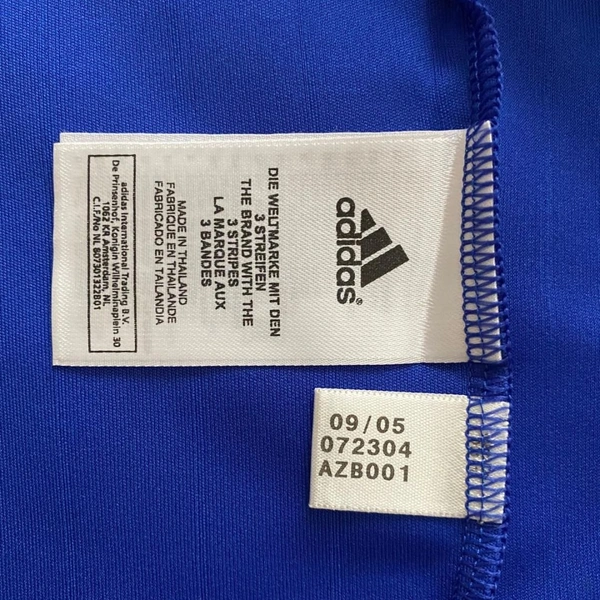 adidas®
DIE WELTMARKE MIT DEN
3 STREIFEN
THE BRAND WITH THE
3 STRIPES
LA MARQUE AUX
3 BANDES
MADE IN THAILAND
FABRIQUE EN THAILANDE
FABRICADO EN TAILANDIA
adidas International Trading B.V.
De Prinsenhof, Konigin Wilhelminaplein 30
1062 KR Amsterdam, NL
C.I.F/No NL 807301322B01
09/05
072304
AZB001